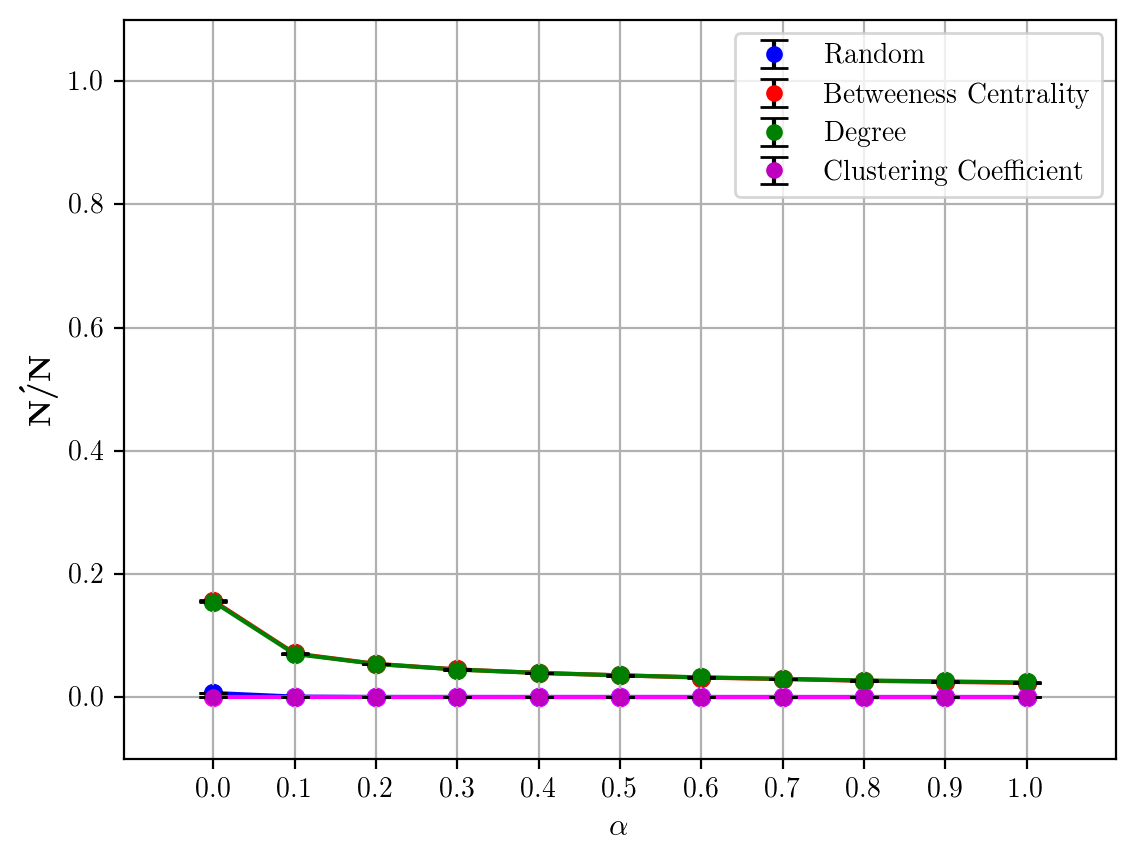 Random
Betweeness Centrality
Degree
Clustering Coefficient
1.0
0.8
0.6
0.4
0.2
0.0
Ń/N
0.0 0.1 0.2 0.3 0.4 0.5 0.6 0.7 0.8 0.9 1.0
α